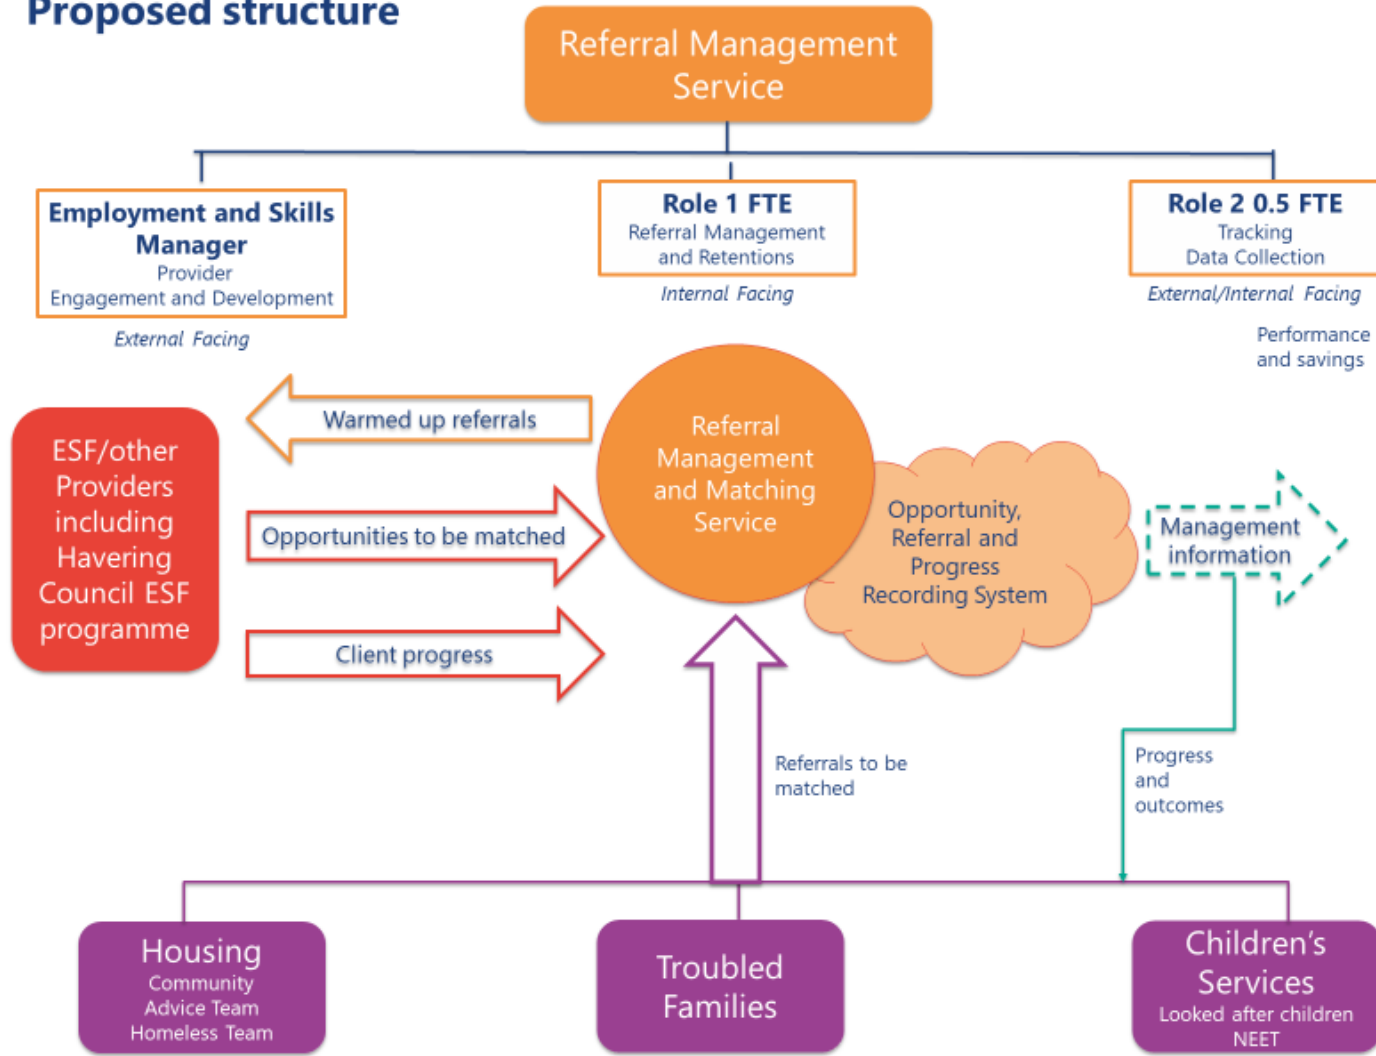 Proposed structure
Referral Management
Service
Employment and Skills
Manager
Provider
Engagement and Development
External Facing
Role 1 FTE
Referral Management
and Retentions
Internal Facing
Role 2 0.5 FTE
Tracking
Data Collection
External/Internal Facing
Performance
and savings
ESF/other
Providers
including
Havering
Council ESF
programme
Warmed up referrals
Opportunities to be matched
Client progress
Referral
Management
and Matching
Service
Opportunity,
Referral and
Progress
Recording System
Management
information
Referrals to be
matched
Progress
and
outcomes
Housing
Community
Advice Team
Homeless Team
Troubled
Families
Children's
Services
Looked after children
NEET